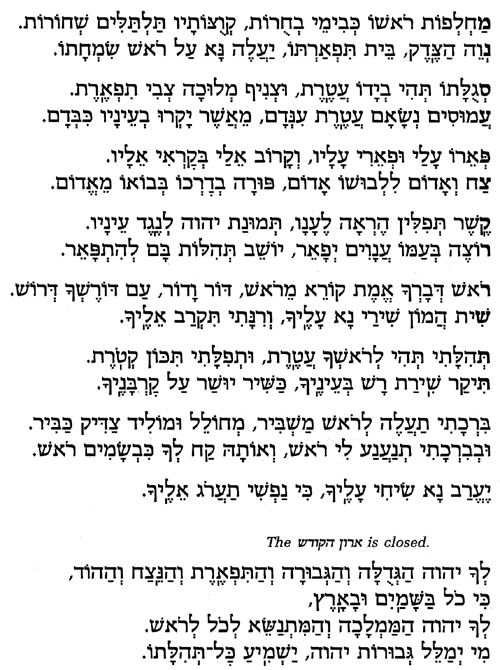 מַחְלְפוֹת רֹאשׁוֹ כְּבִימֵי בְחֻרוֹת, קְוֻצּוֹתָיו תַּלְתַּלִּים שְׁחוֹרוֹת.
נְוֵה הַצֶּדֶק, בֵּית תִּפְאַרְתּוֹ, יַעֲלֶה נָּא עַל רֹאשׁ שִׂמְחָתוֹ.
סְגֻלָּתוֹ תְּהִי בְיָדוֹ עֲטֶרֶת, וּצְנִיף מְלוּכָה צְבִי תִפְאֶרֶת.
עֲמוּסִים נְשָׂאָם עֲטֶרֶת עִנְּדָם, מֵאֲשֶׁר יָקְרוּ בְעֵינָיו כִּבְּדָם.
פְּאֵרוֹ עָלַי וּפְאֵרִי עָלָיו, וְקָרוֹב אֵלַי בְּקָרְאִי אֵלָיו.
צַח וְאָדוֹם לִלְבוּשׁוֹ אָדוֹם, פּוּרָה בְדָרְכוֹ בְּבוֹאוֹ מֵאֱדוֹם.
קֶשֶׁר תְּפִלִּין הֶרְאָה לֶעָנָו, תְּמוּנַת יהוה לְנֶגֶד עֵינָיו.
רוֹצֶה בְעַמּוֹ עֲנָוִים יְפָאֵר, יוֹשֵׁב תְּהִלּוֹת בָּם לְהִתְפָּאֵר.
רֹאשׁ דְּבָרְךָ אֱמֶת קוֹרֵא מֵרֹאשׁ, דּוֹר וָדוֹר, עַם דּוֹרֶשְׁךָ דְּרוֹשׁ.
שִׁית הֲמוֹן שִׁירַי נָא עָלֶיךָ, וְרִנָּתִי תִּקְרַב אֵלֶיךָ.
תְּהִלָּתִי תְּהִי לְרֹאשְׁךָ עֲטֶרֶת, וּתְפִלָּתִי תִּכּוֹן קְטֹרֶת.
תִּיקַר שִׁירַת רָשׁ בְּעֵינֶיךָ, כַּשִּׁיר יוּשַׁר עַל קָרְבָּנֶיךָ.
בִּרְכָתִי תַעֲלֶה לְרֹאשׁ מַשְׁבִּיר, מְחוֹלֵל וּמוֹלִיד צַדִּיק כַּבִּיר.
וּבְבִרְכָתִי תְנַעֲנַע לִי רֹאשׁ, וְאוֹתָהּ קַח לְךָ כִּבְשָׂמִים רֹאשׁ.
יֶעֱרַב נָא שִׂיחִי עָלֶיךָ, כִּי נַפְשִׁי תַעֲרֹג אֵלֶיךָ.
The ארון הקודש is closed.
לְךָ יהוה הַגְּדֻלָּה וְהַגְּבוּרָה וְהַתִּפְאֶרֶת וְהַנֵּצַח וְהַהוֹד,
כִּי כֹל בַּשָּׁמַיִם וּבָאָרֶץ,
לְךָ יהוה הַמַּמְלָכָה וְהַמִּתְנַשֵּׂא לְכֹל לְרֹאשׁ.
מִי יְמַלֵּל גְּבוּרוֹת יהוה, יַשְׁמִיעַ כָּל־תְּהִלָּתוֹ.